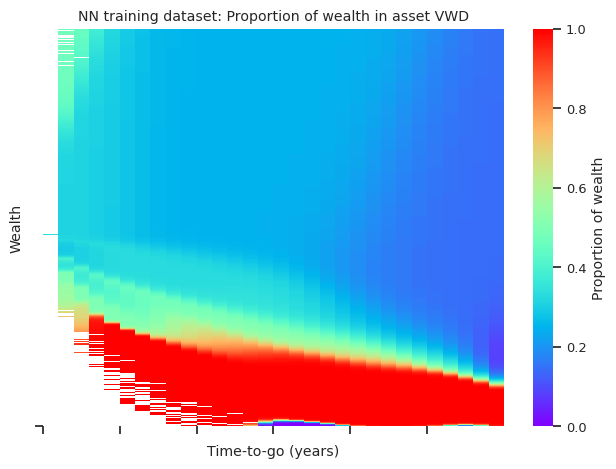 NN training dataset: Proportion of wealth in asset VWD
Wealth
Time-to-go (years)
1.0
0.8
0.6
0.4
0.2
0.0
Proportion of wealth